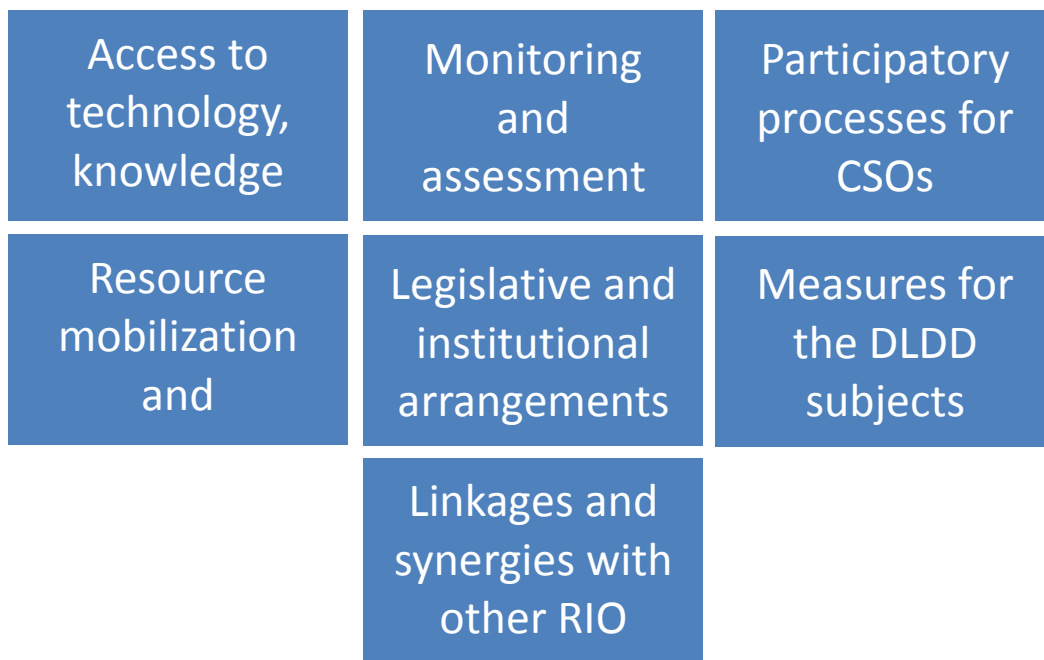 Access to
technology,
knowledge
Monitoring
and
assessment
Participatory
processes for
CSOs
Resource
mobilization
and
Legislative and
institutional
arrangements
Measures for
the DLDD
subjects
Linkages and
synergies with
other RIO